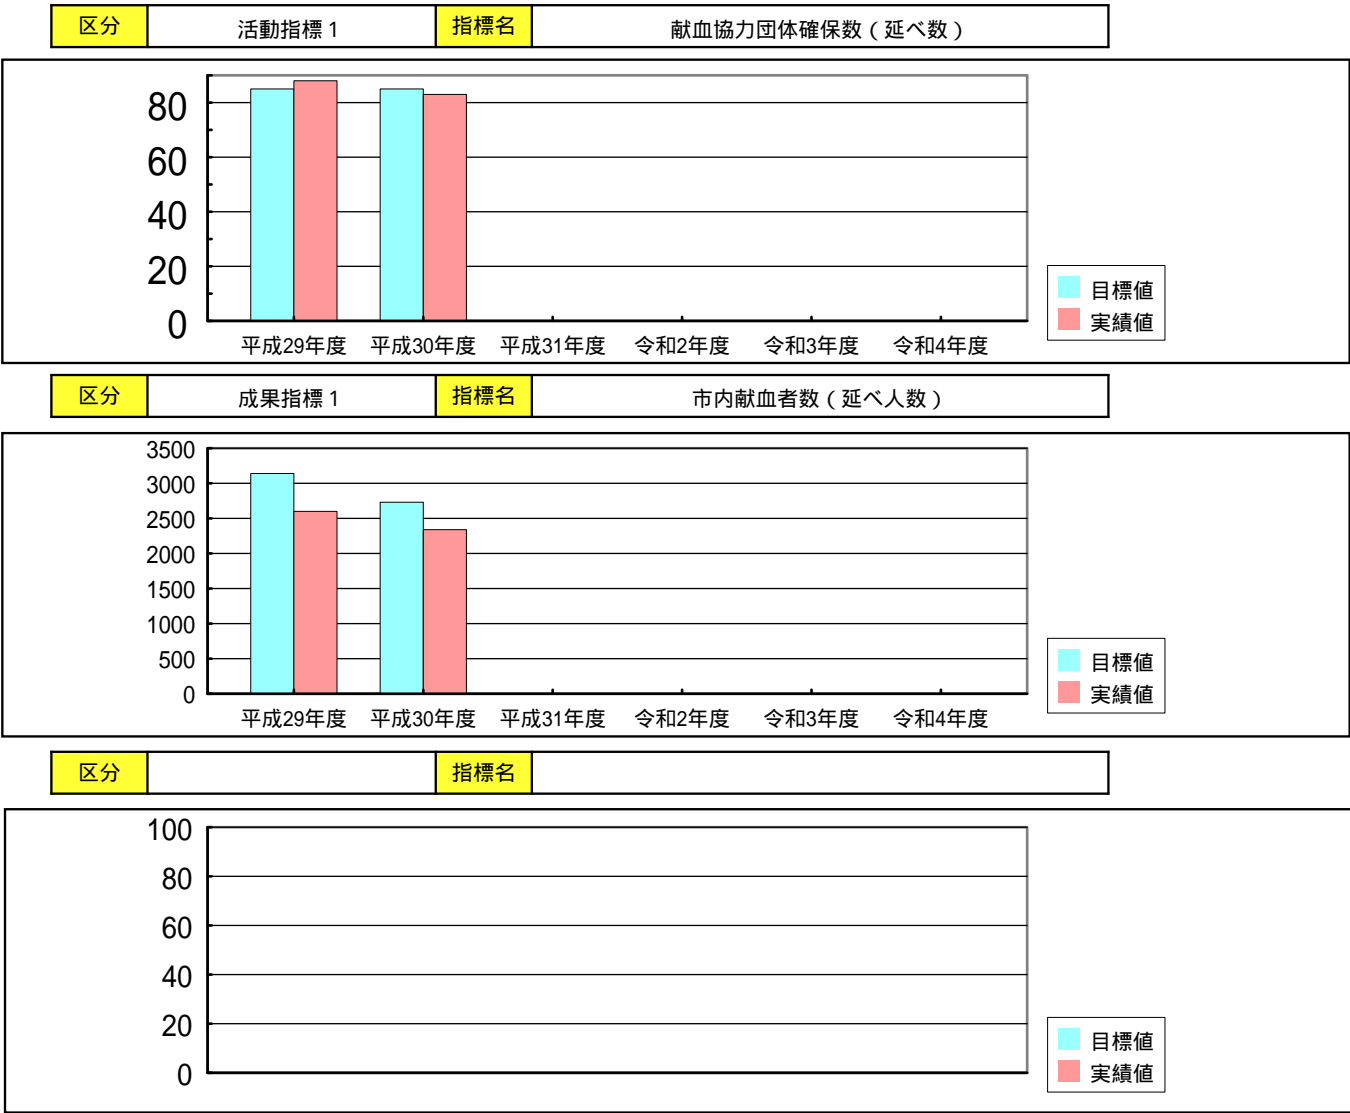 区分 活動指標1 指標名 献血協力団体確保数(延べ数)
80
60
40
20
0
平成29年度 平成30年度 平成31年度 令和2年度 令和3年度 令和4年度
目標値
実績値
区分 成果指標1 指標名 市内献血者数(延べ人数)
3500
3000
2500
2000
1500
1000
500
0
平成29年度 平成30年度 平成31年度 令和2年度 令和3年度 令和4年度
目標値
実績値
区分 指標名
100
80
60
40
20
0
目標値
実績値